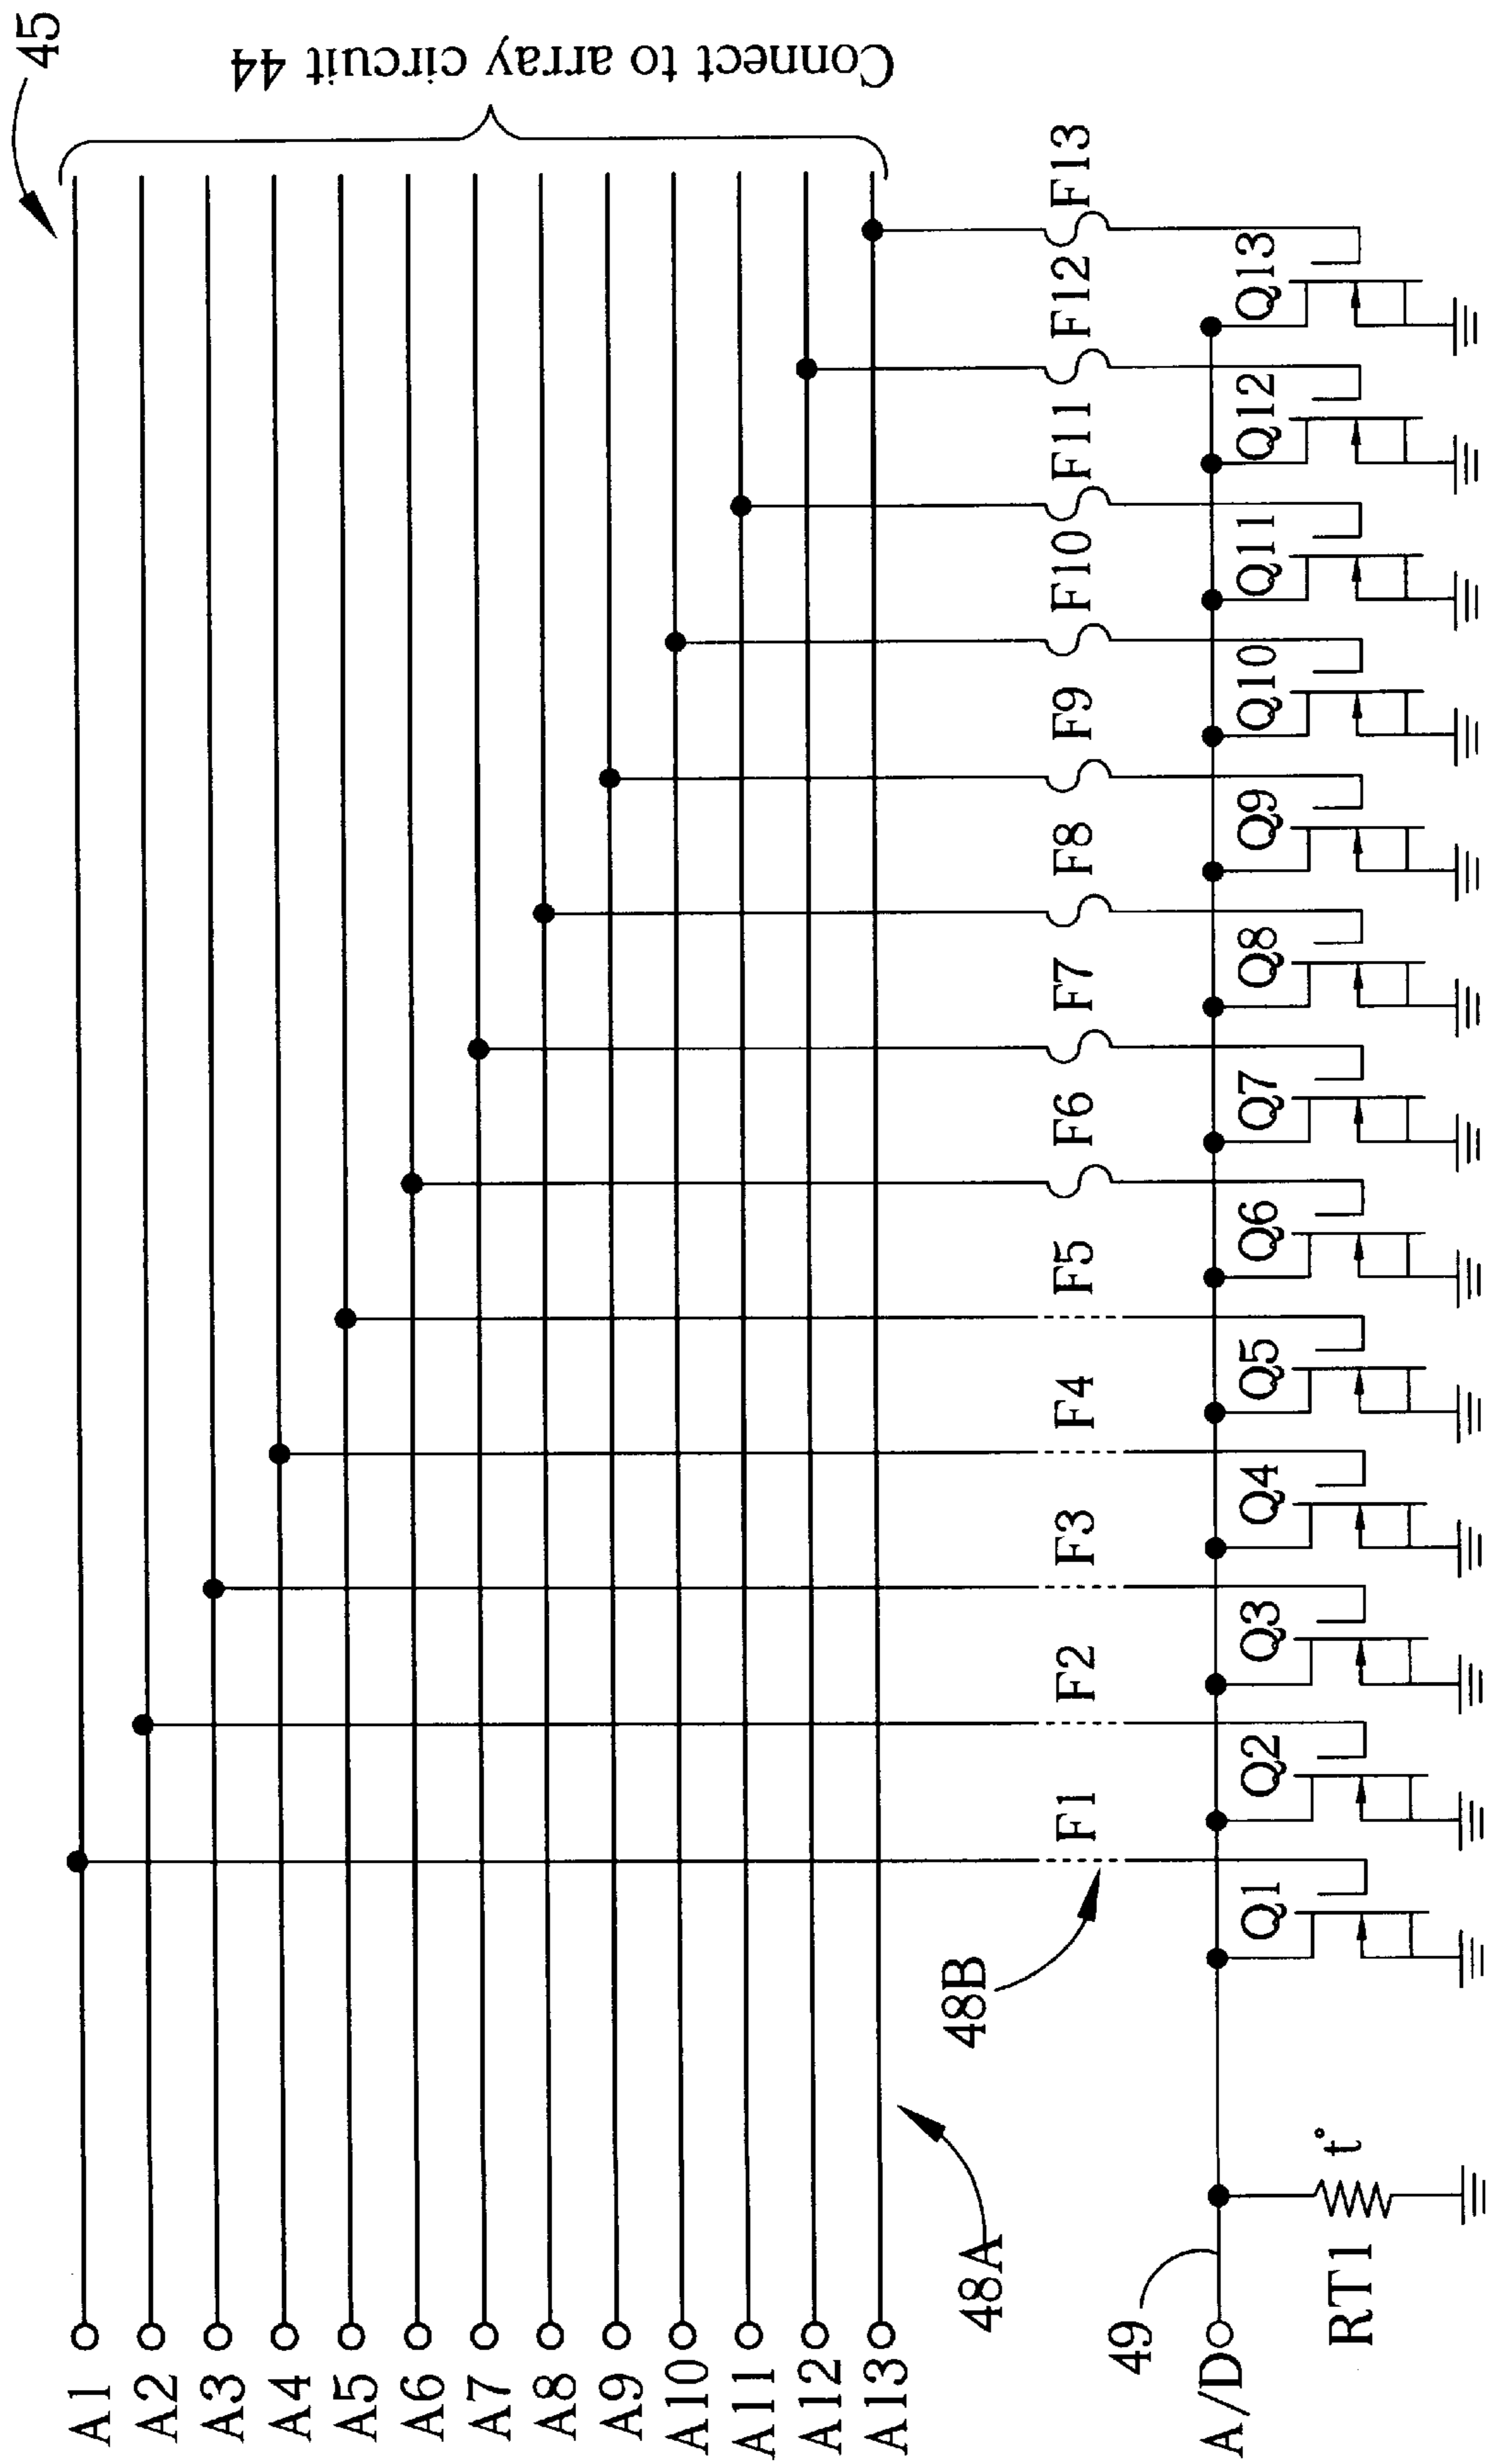 45
Connect to array circuit 44
A1
A2
A3
A4
A5
A6
A7
A8
A9
A10
A11
A12
A13
48A
48B
F1
F2
F3
F4
F5
F6
F7
F8
F9
F10
F11
F12
F13
49
A/D
Q1
Q2
Q3
Q4
Q5
Q6
Q7
Q8
Q9
Q10
Q11
Q12
Q13
RT1
t°